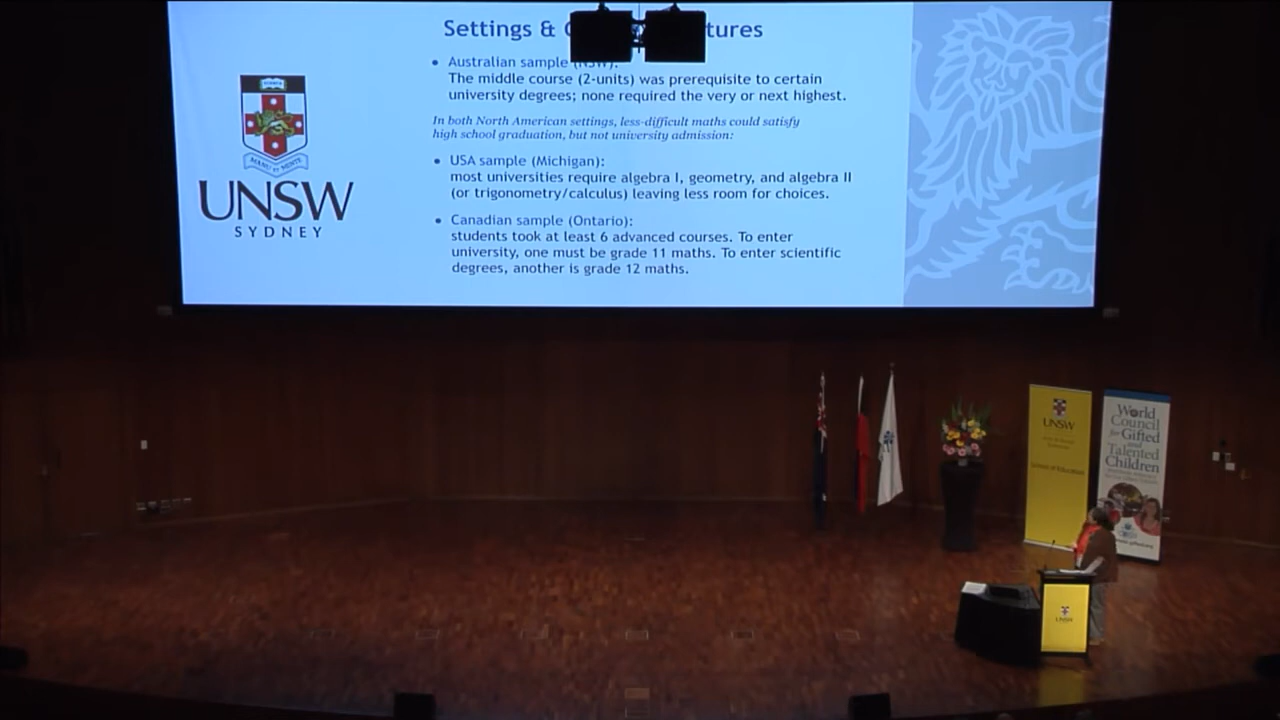 Settings & tures
Australian sample (NSW):
The middle course (2-units) was prerequisite to certain
university degrees; none required the very or next highest.
In both North American settings, less-difficult maths could satisfy
high school graduation, but not university admission:
USA sample (Michigan):
most universities require algebra I, geometry, and algebra II
(or trigonometry/calculus) leaving less room for choices.
Canadian sample (Ontario):
students took at least 6 advanced courses. To enter
university, one must be grade 11 maths. To enter scientific
degrees, another is grade 12 maths.
UNSW
SYDNEY
UNSW
School of Education
World
Council
for Gifted
and
Talented
Children
UNSW